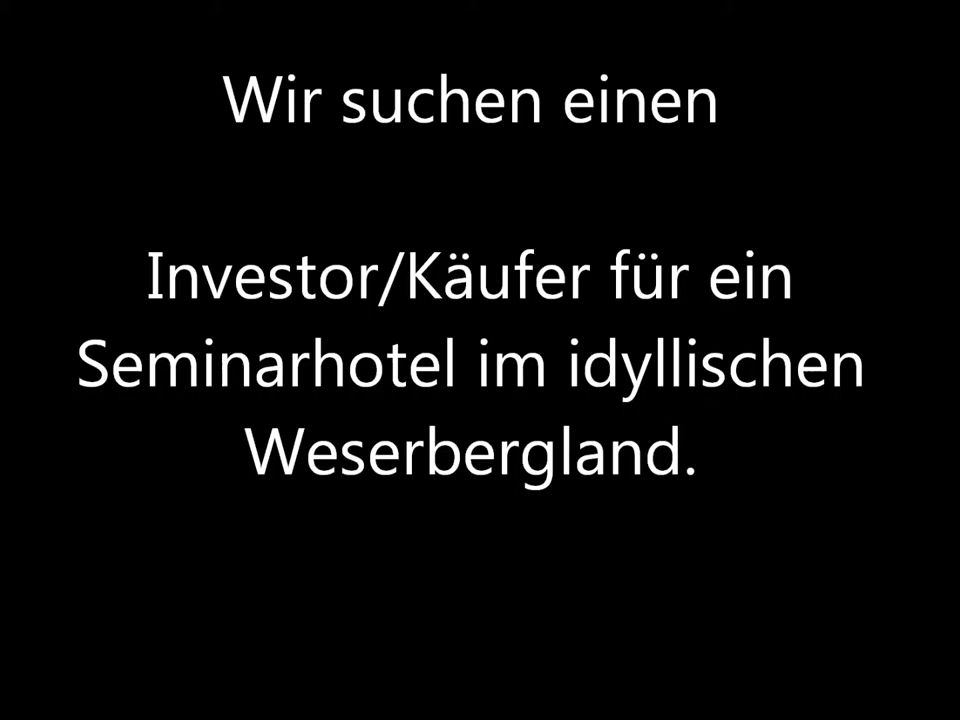 Wir suchen einen
Investor/Käufer für ein
Seminarhotel im idyllischen
Weserbergland.